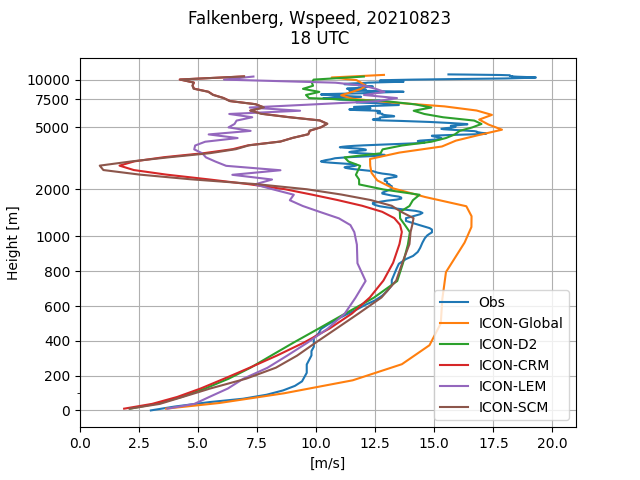 Falkenberg, Wspeed, 20210823
18 UTC
10000
7500
5000
2000
1000
800
600
400
200
0
Height [m]
0.0 2.5 5.0 7.5 10.0 12.5 15.0 17.5 20.0
[m/s]
Obs
ICON-Global
ICON-D2
ICON-CRM
ICON-LEM
ICON-SCM